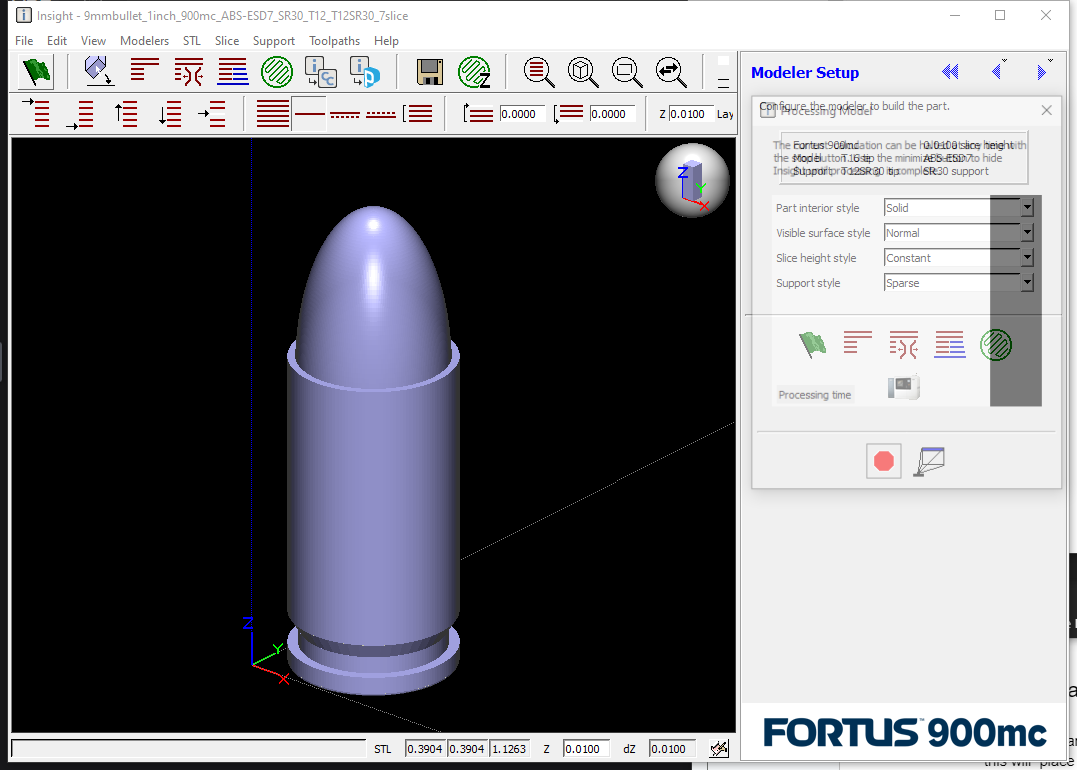 Insight - 9mmbullet_1inch_900mc_ABS-ESD7_SR30_T12_T12SR30_7slice
File Edit View Modelers STL Slice Support Toolpaths Help
0.0000 0.0000 Z 0.0100 Lay
Modeler Setup
Configure the modeler to build the part.
Processing Model
Fortus 900mc 0.0100 slice height
Model T16 tip ABS-ESD7
Support T12SR30 tip SR30 support
Part interior style Solid
Visible surface style Normal
Slice height style Constant
Support style Sparse
Processing time
Z
Y
X
Z
Y
X
STL 0.3904 0.3904 1.1263 Z 0.0100 dZ 0.0100
FORTUS 900mc
this will place